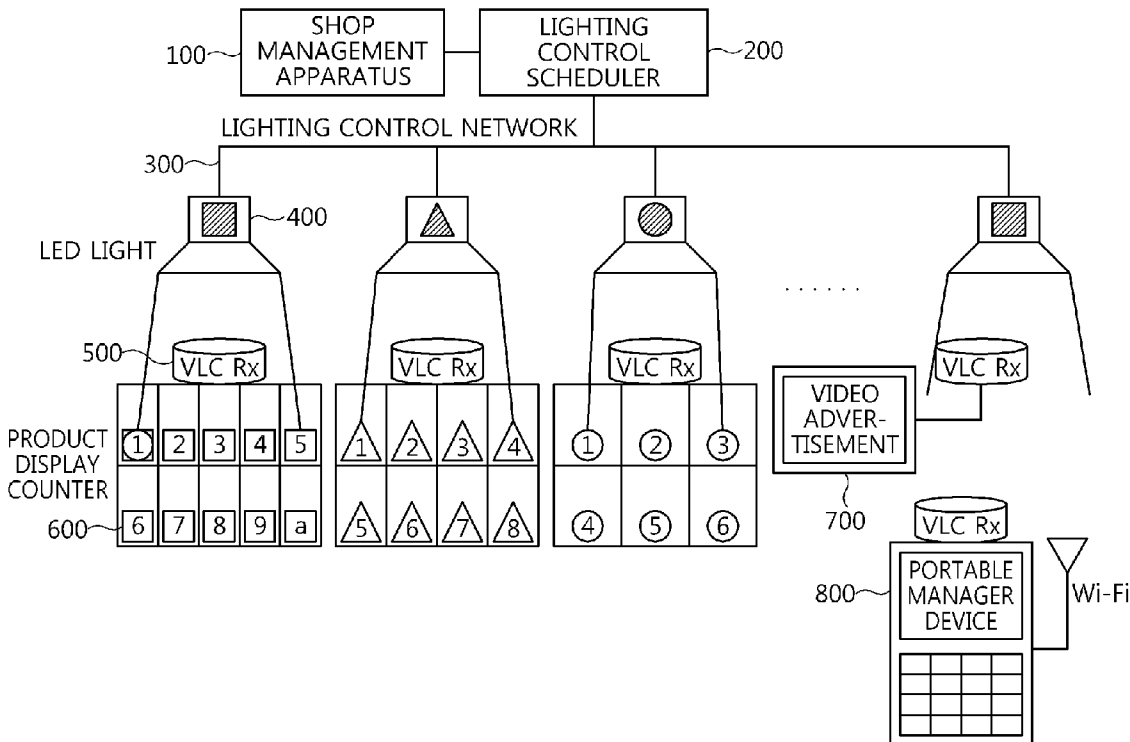 SHOP
MANAGEMENT
APPARATUS
100
LIGHTING
CONTROL
SCHEDULER
200
LIGHTING CONTROL NETWORK
300
400
LED LIGHT
......
500
VLC Rx
VLC Rx
VLC Rx
VLC Rx
PRODUCT
DISPLAY
COUNTER
1 2 3 4 5
6 7 8 9 a
600
1 2 3 4
5 6 7 8
1 2 3
4 5 6
VIDEO
ADVER-
TISEMENT
700
VLC Rx
800
PORTABLE
MANAGER
DEVICE
Wi-Fi